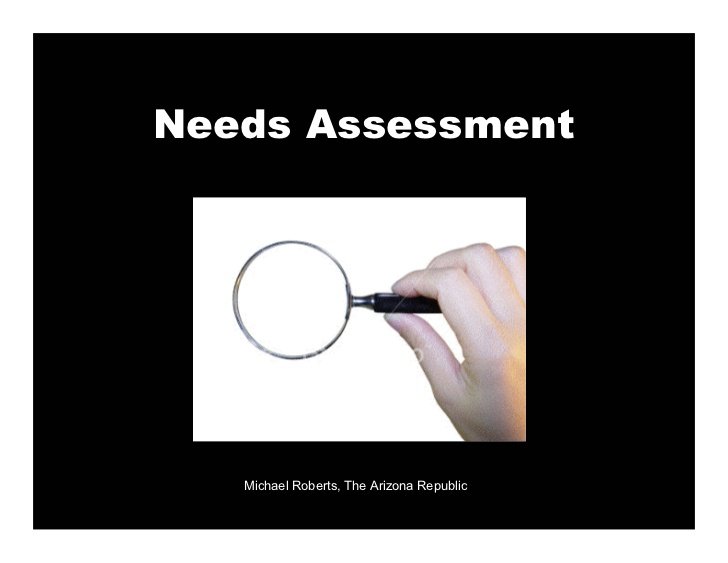 Needs Assessment
Michael Roberts, The Arizona Republic